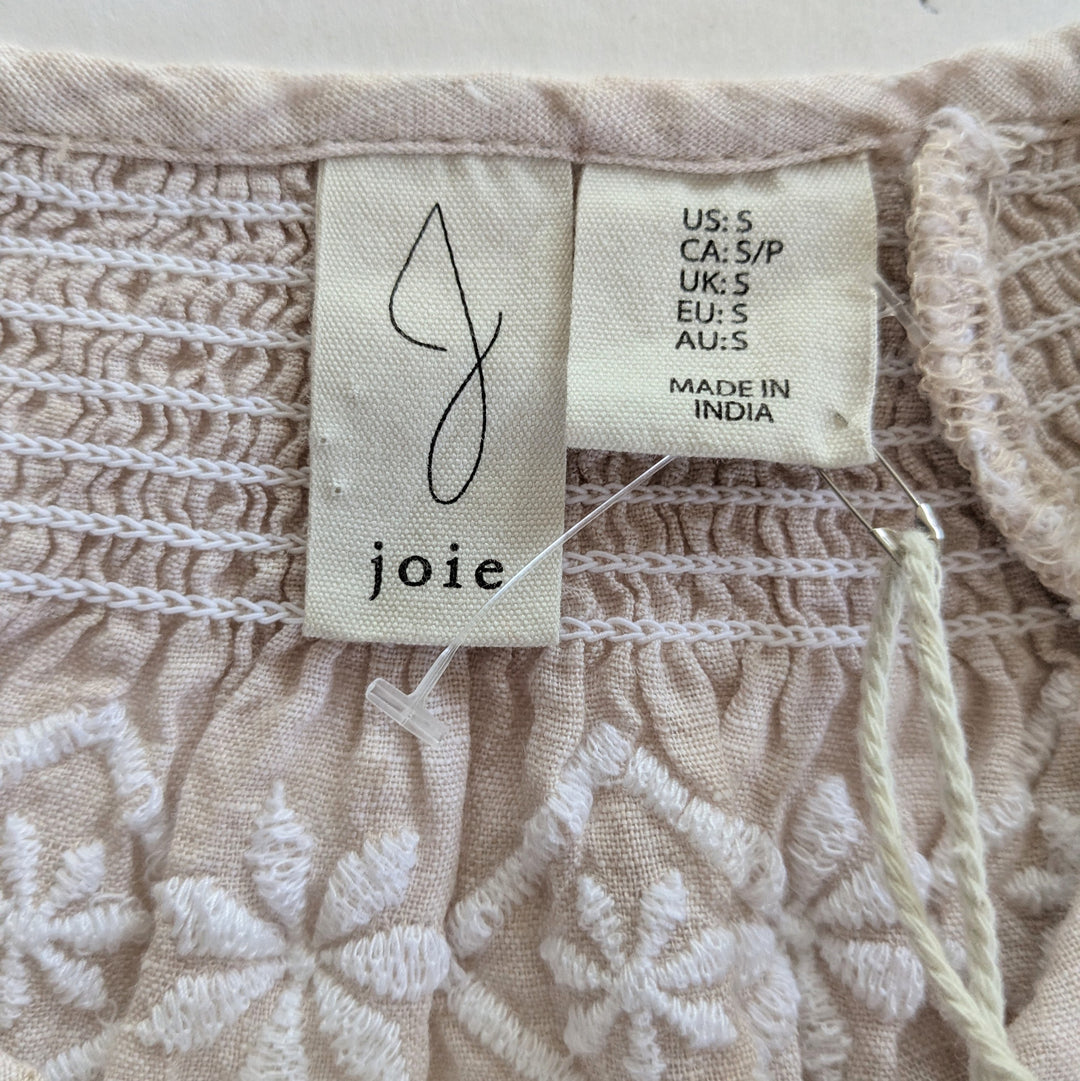 joie
US: S
CA: S/P
UK: S
EU: S
AU: S
MADE IN
INDIA